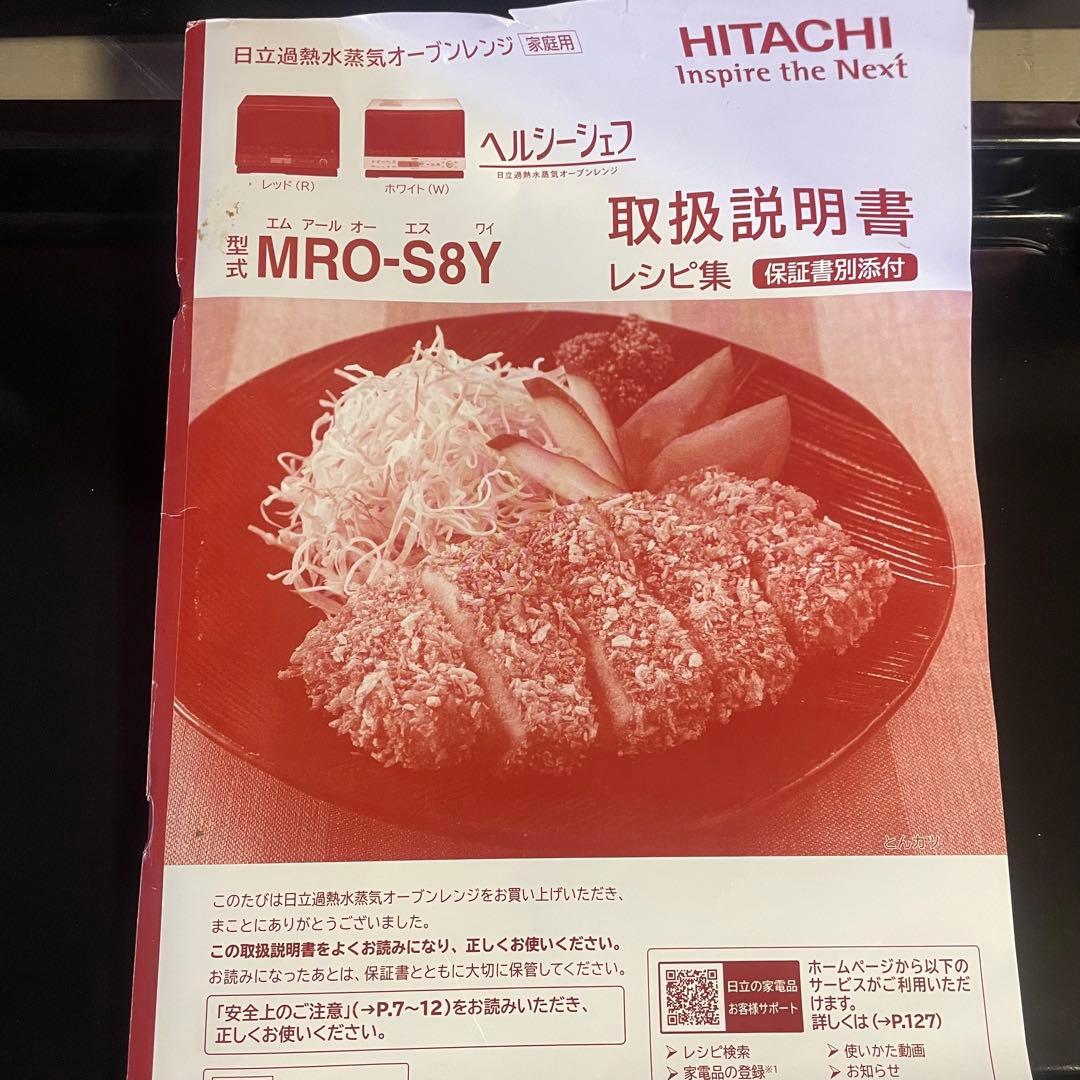 日立過熱水蒸気オーブンレンジ 家庭用
HITACHI
Inspire the Next
レッド(R)
ホワイト(W)
ヘルシーシェフ
日立過熱水蒸気オーブンレンジ
エム アール オー エス ワイ
型式 MRO-S8Y
取扱説明書
レシピ集 保証書別添付
とんカツ
このたびは日立過熱水蒸気オーブンレンジをお買い上げいただき、
まことにありがとうございました。
この取扱説明書をよくお読みになり、正しくお使いください。
お読みになったあとは、保証書とともに大切に保管してください。
「安全上のご注意」(→P.7〜12)をお読みいただき、
正しくお使いください。
日立の家電品
お客様サポート
ホームページから以下の
サービスがご利用いただ
けます。
詳しくは(→P.127)
レシピ検索
使いかた動画
家電品の登録※1
お知らせ